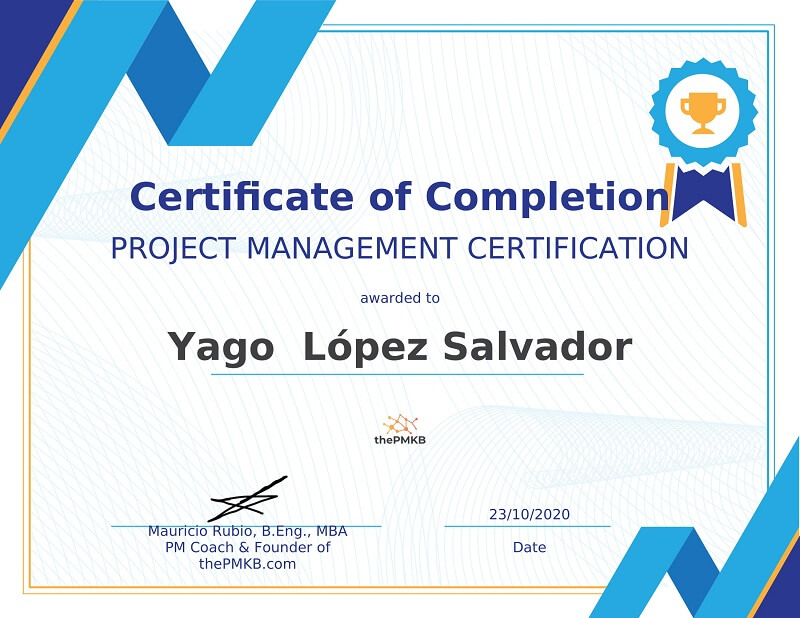 Certificate of Completion
PROJECT MANAGEMENT CERTIFICATION
awarded to
Yago López Salvador
thePMKB
23/10/2020
Mauricio Rubio, B.Eng., MBA
PM Coach & Founder of
thePMKB.com
Date